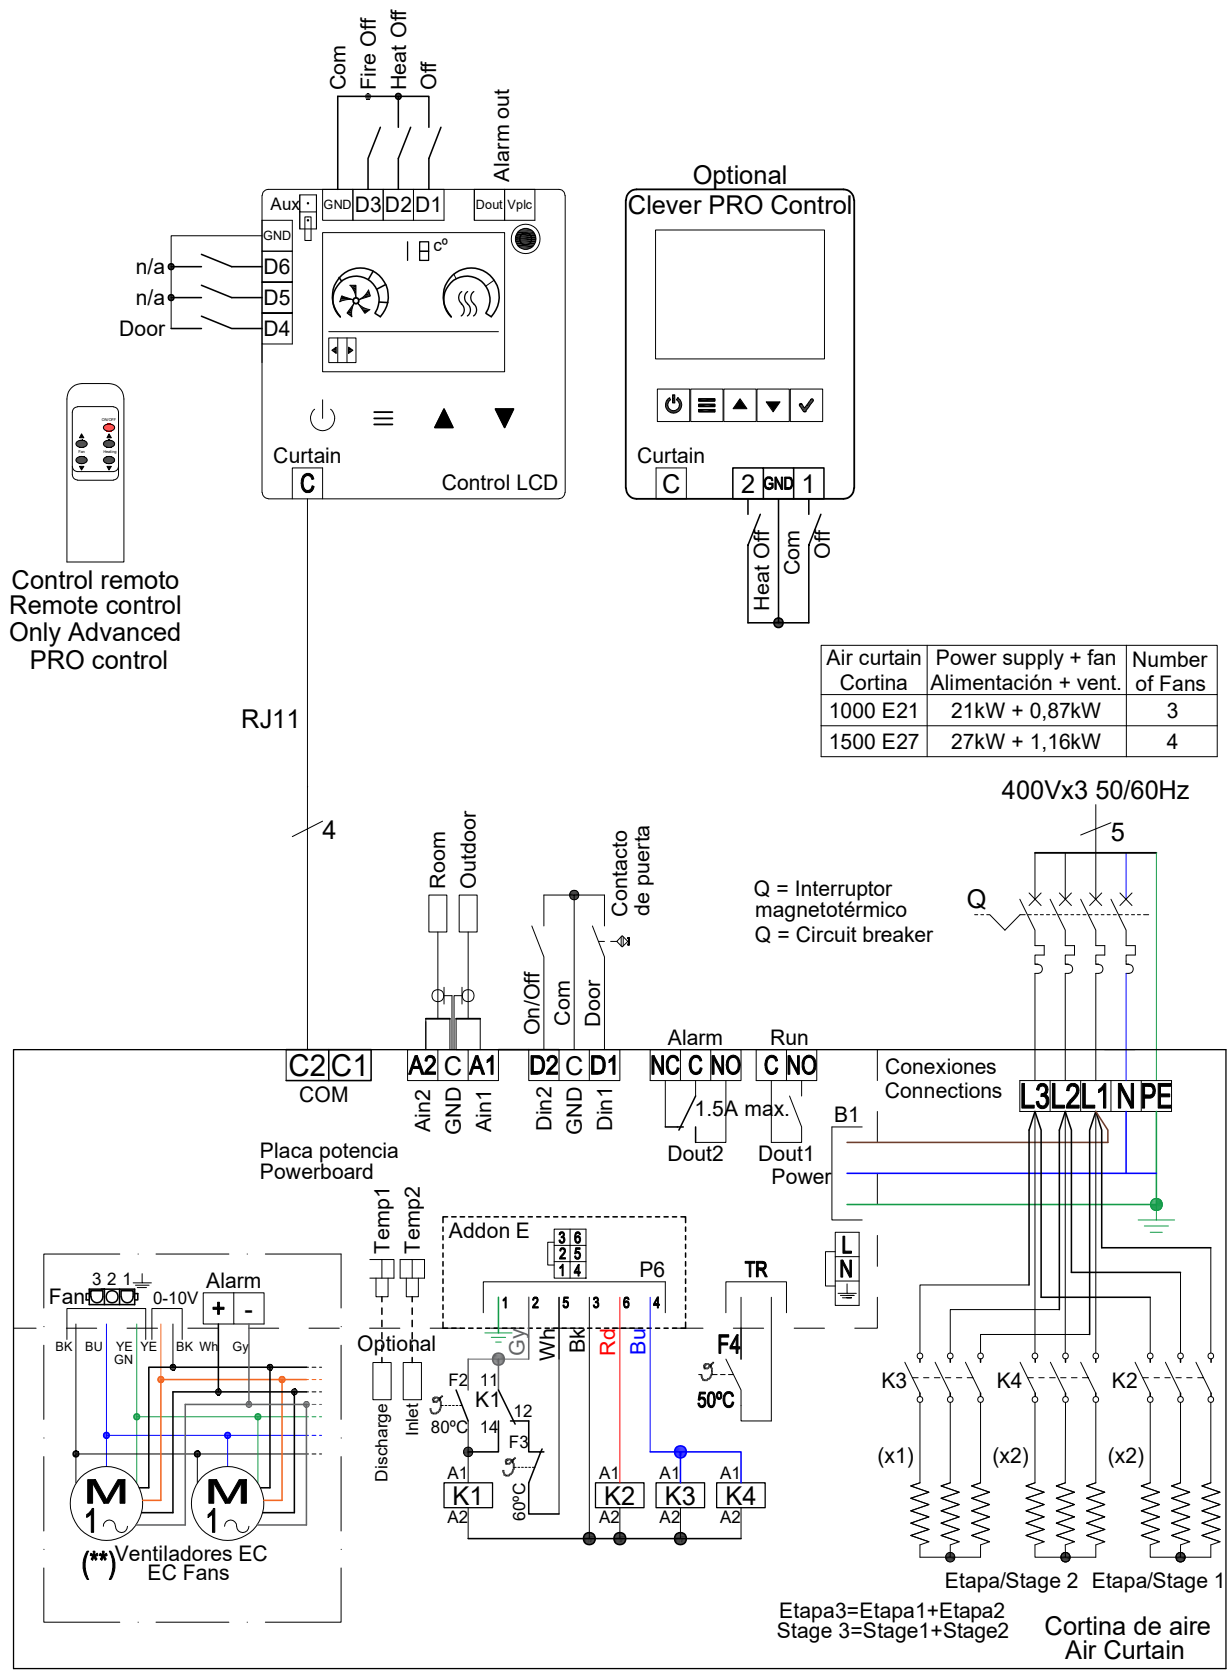 Com
Fire Off
Heat Off
Off
Alarm out
Aux
GND D3 D2 D1
Dout Vplc
GND
n/a D6
n/a D5
Door D4
c°
Curtain
C
Control LCD
Optional
Clever PRO Control
Curtain
C
2 GND 1
Heat Off
Com
Off
ON/OFF
Fan
Heating
Control remoto
Remote control
Only Advanced
PRO control
RJ11
4
Air curtain Power supply + fan Number
Cortina Alimentación + vent. of Fans
1000 E21 21kW + 0,87kW 3
1500 E27 27kW + 1,16kW 4
400Vx3 50/60Hz
5
Q
Q = Interruptor
magnetotérmico
Q = Circuit breaker
Room
Outdoor
On/Off
Com
Door
Contacto
de puerta
C2 C1
COM
A2 C A1
Ain2
GND
Ain1
D2 C D1
Din2
GND
Din1
Alarm
NC C NO
1.5A max.
Dout2
Run
C NO
Dout1
Power
B1
Conexiones
Connections
L3 L2 L1 N PE
Placa potencia
Powerboard
Temp1
Temp2
Optional
Discharge
Inlet
Addon E
3 6
2 5
1 4
P6
1 2 5 3 6 4
Gy
Wh
Bk
Rd
Bu
TR
F4
50ºC
L
N
Fan
3 2 1
0-10V
Alarm
+ -
BK BU YE YE BK Wh Gy
GN
M
1
M
1
(**) Ventiladores EC
EC Fans
F2
80ºC
11
K1
14
12
F3
60ºC
A1 A1 A1 A1
K1 K2 K3 K4
A2 A2 A2 A2
K3 K4 K2
(x1) (x2) (x2)
Etapa/Stage 2 Etapa/Stage 1
Etapa3=Etapa1+Etapa2
Stage 3=Stage1+Stage2
Cortina de aire
Air Curtain